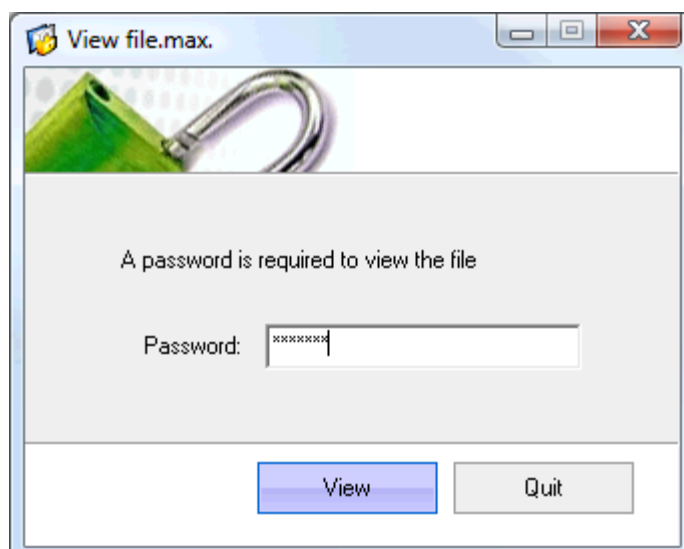 View file.max.
A password is required to view the file
Password: *******
View Quit